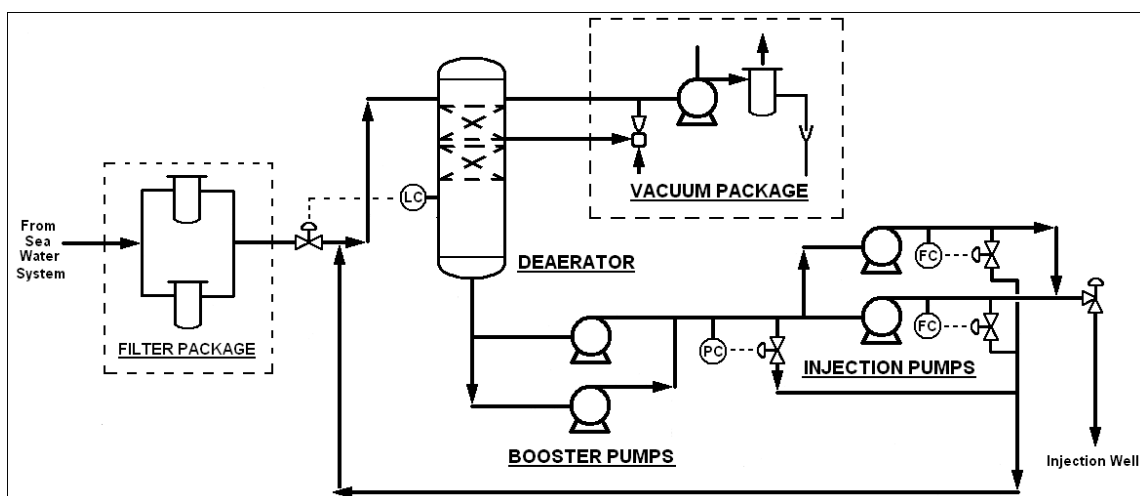 VACUUM PACKAGE
From
Sea
Water
System
LC
DEAERATOR
FILTER PACKAGE
FC
PC
FC
INJECTION PUMPS
BOOSTER PUMPS
Injection Well